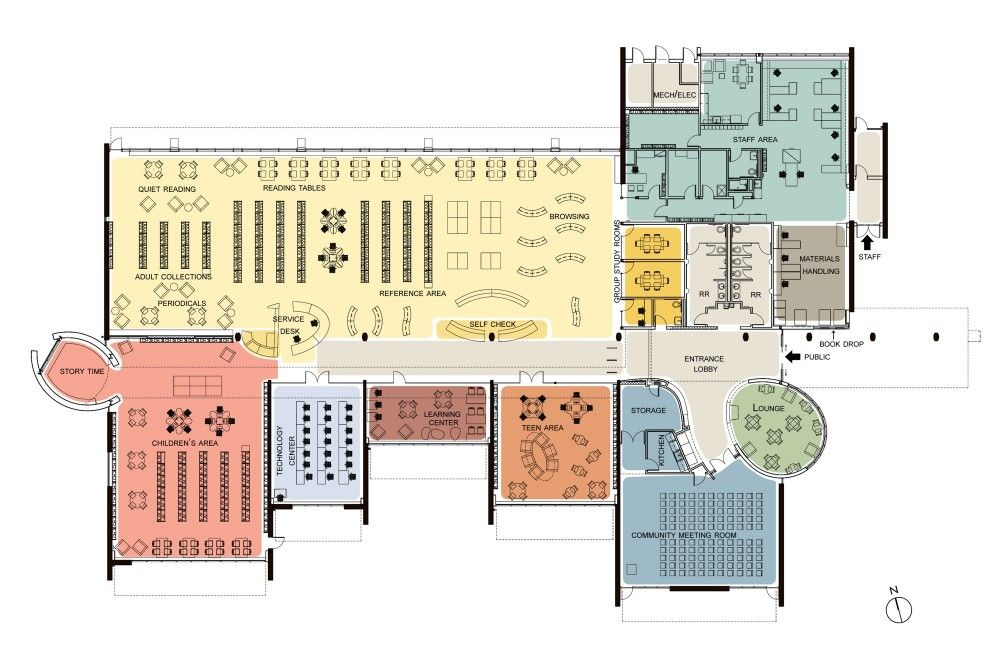 MECH/ELEC
STAFF AREA
QUIET READING
READING TABLES
BROWSING
GROUP STUDY ROOMS
STAFF
MATERIALS
HANDLING
ADULT COLLECTIONS
REFERENCE AREA
RR
RR
PERIODICALS
SERVICE
DESK
SELF CHECK
BOOK DROP
PUBLIC
ENTRANCE
LOBBY
STORY TIME
STORAGE
LOUNGE
LEARNING
CENTER
TEEN AREA
CHILDREN'S AREA
TECHNOLOGY
CENTER
KITCHEN
COMMUNITY MEETING ROOM
N